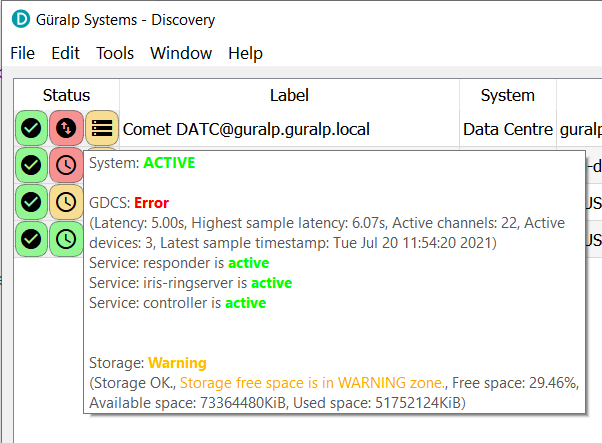 Güralp Systems - Discovery
File Edit Tools Window Help
Status Label System
Comet DATC@guralp.guralp.local Data Centre guralp
System: ACTIVE
-d
GDCS: Error
(Latency: 5.00s, Highest sample latency: 6.07s, Active channels: 22, Active
US
devices: 3, Latest sample timestamp: Tue Jul 20 11:54:20 2021)
US
Service: responder is active
Service: iris-ringserver is active
Service: controller is active
Storage: Warning
(Storage OK., Storage free space is in WARNING zone., Free space: 29.46%,
Available space: 73364480KiB, Used space: 51752124KiB)